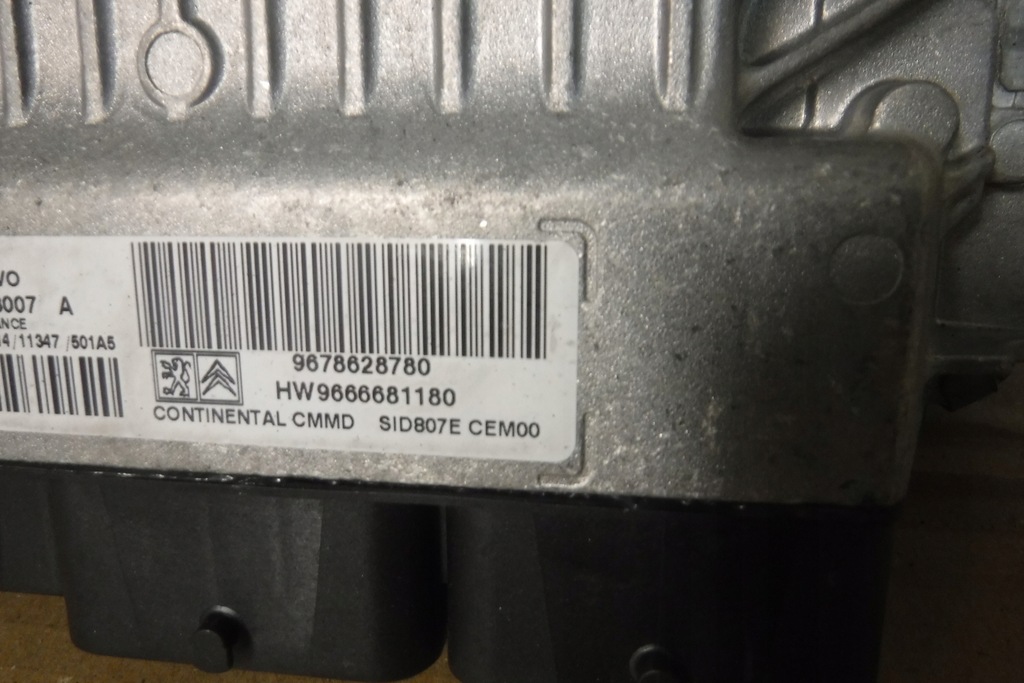 007 A
/11347 /501A5
9678628780
HW9666681180
CONTINENTAL CMMD SID807E CEM00